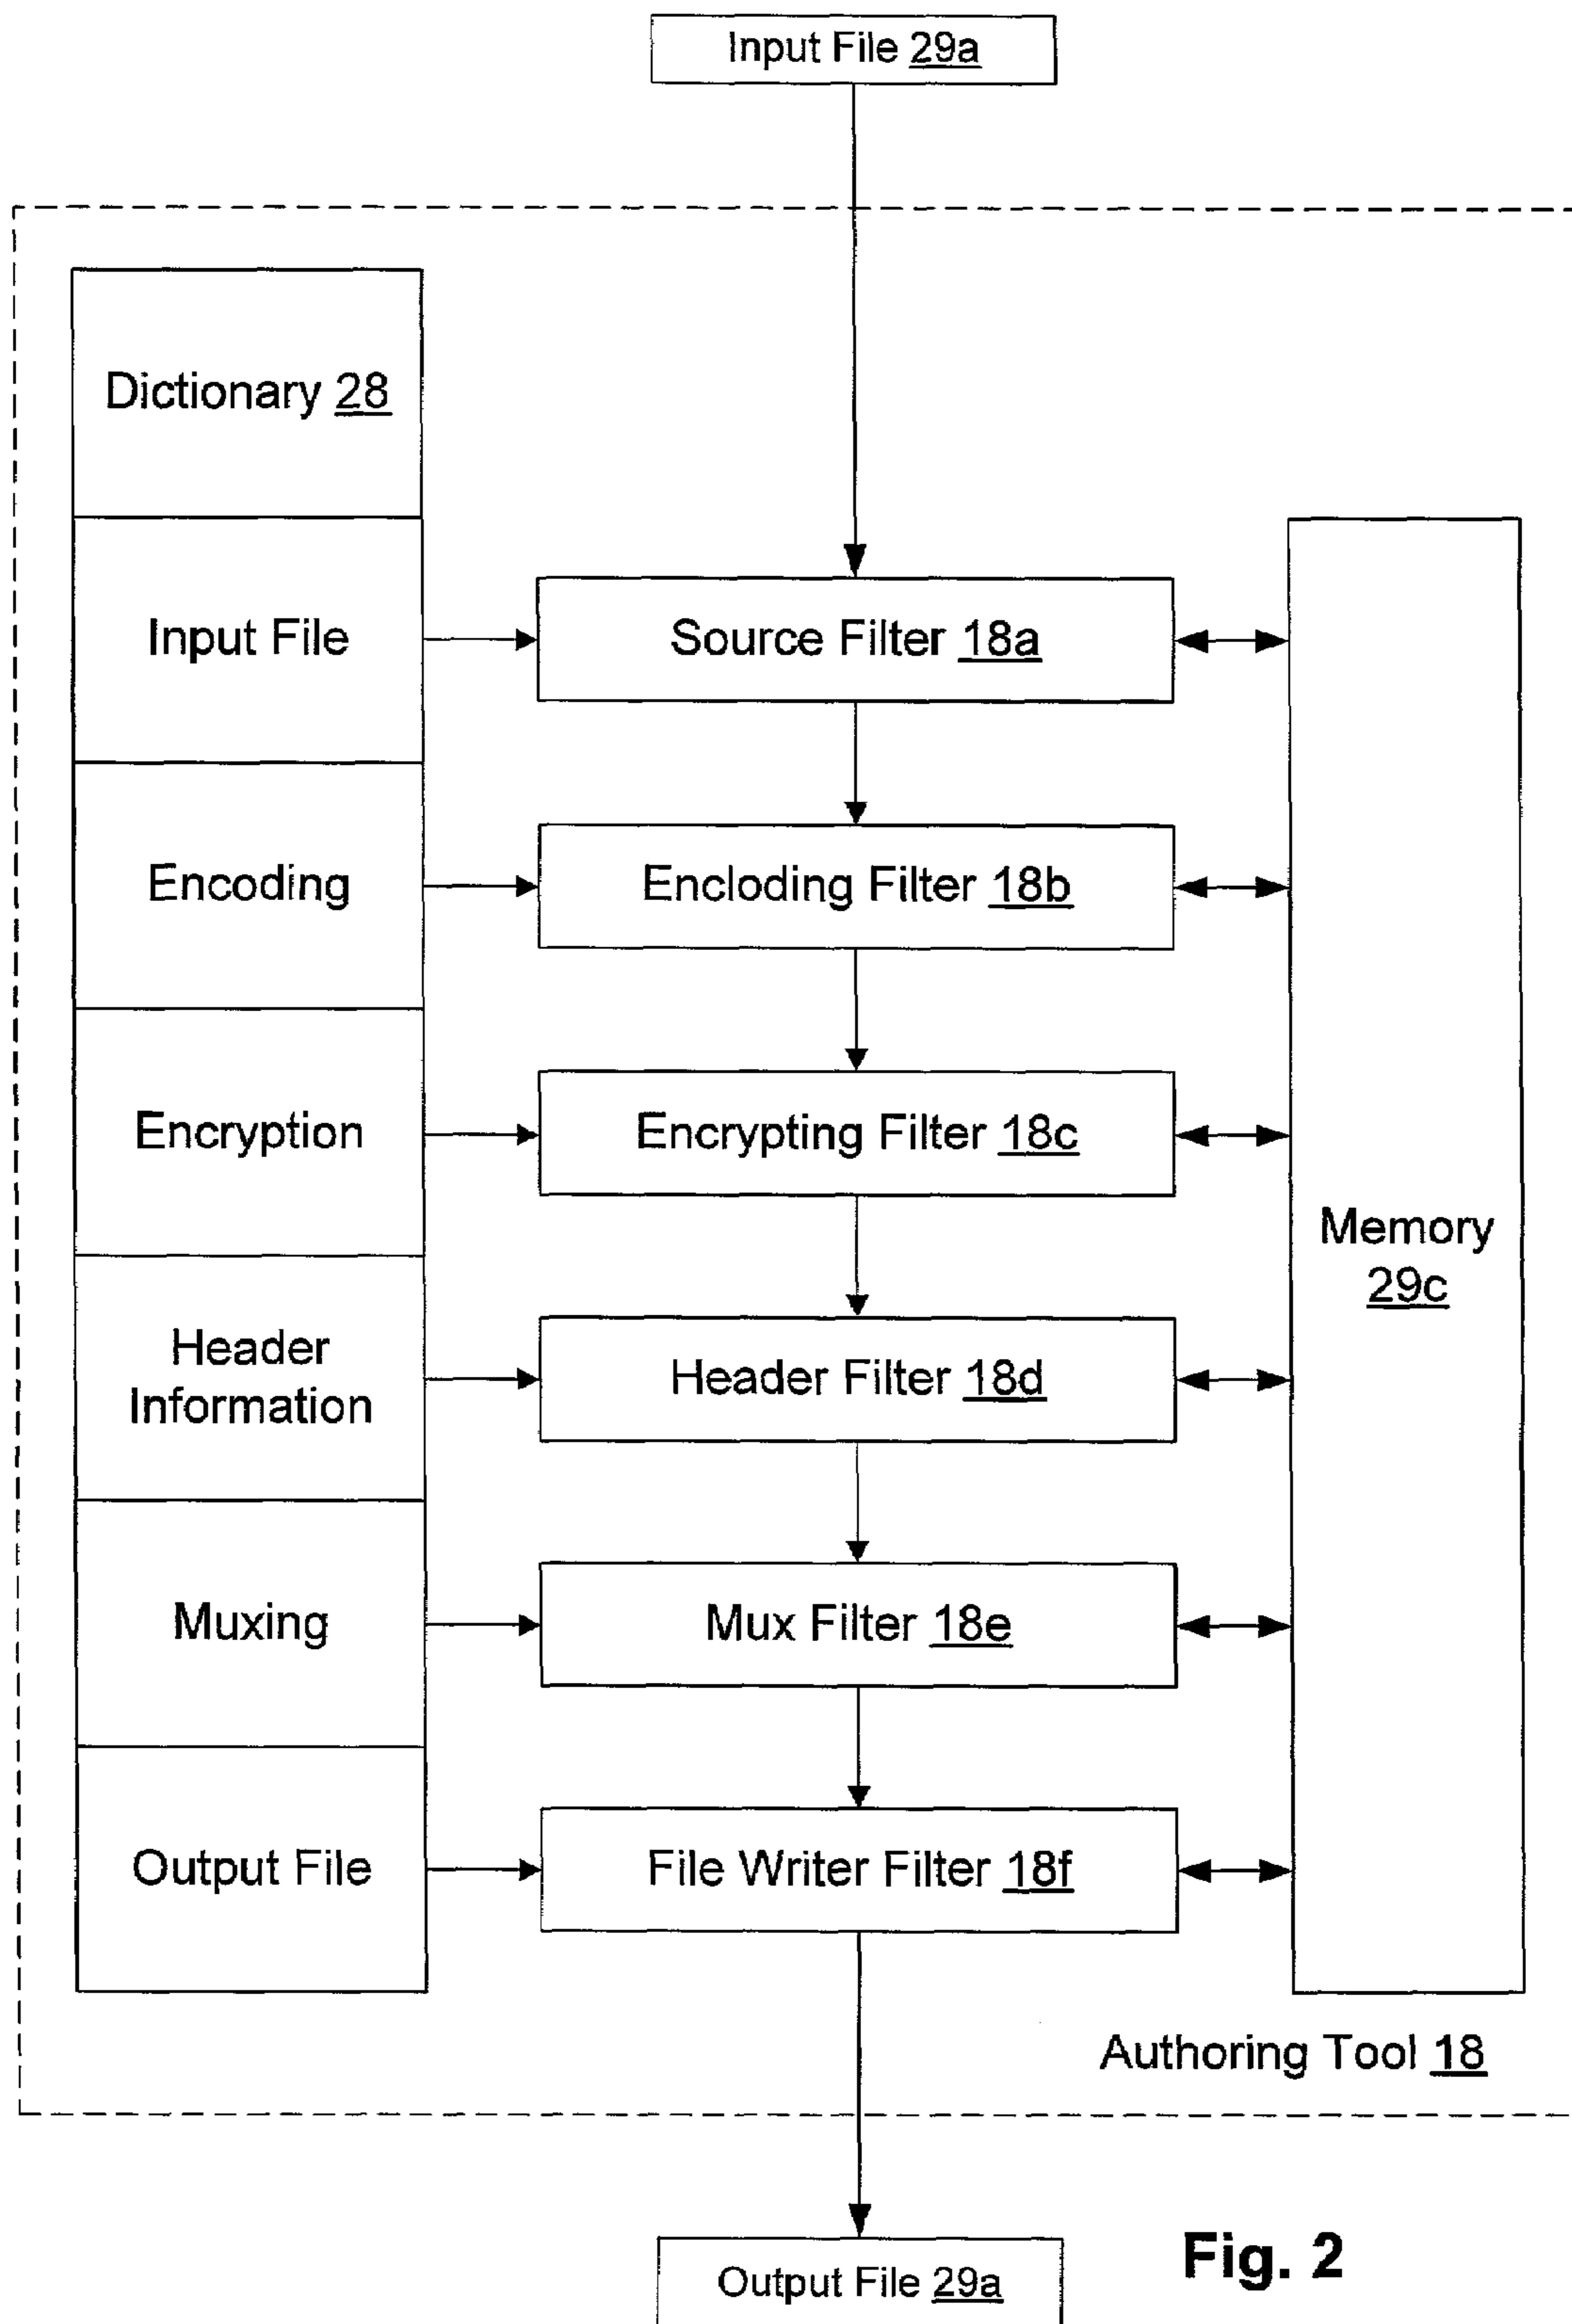 Input File 29a
Dictionary 28
Input File
Source Filter 18a
Encoding
Encloding Filter 18b
Encryption
Encrypting Filter 18c
Memory
29c
Header
Information
Header Filter 18d
Muxing
Mux Filter 18e
Output File
File Writer Filter 18f
Authoring Tool 18
Output File 29a
Fig. 2